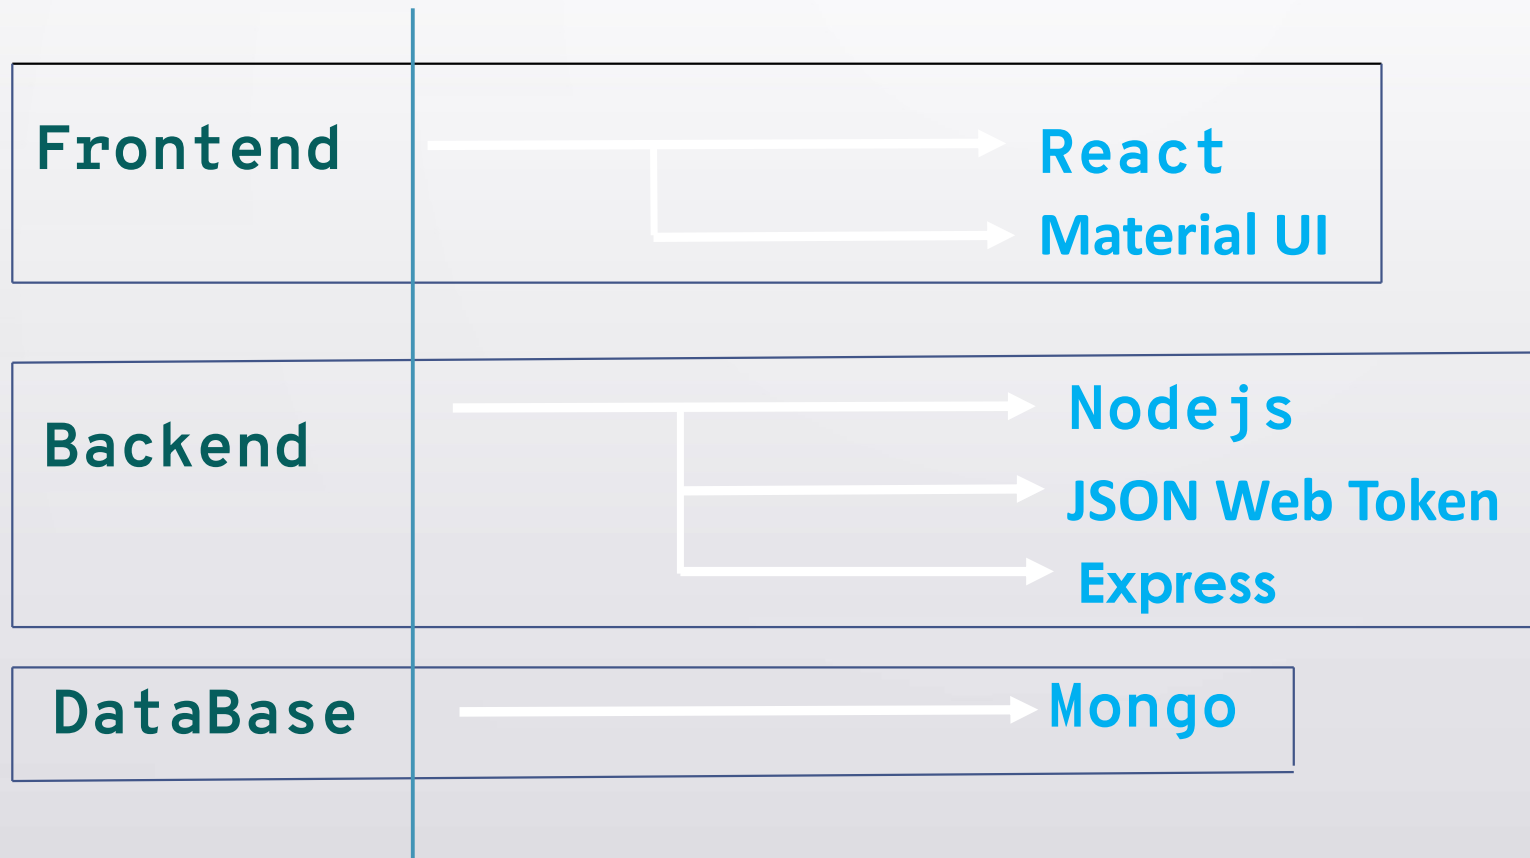 Frontend
React
Material UI
Backend
Nodejs
JSON Web Token
Express
DataBase
Mongo